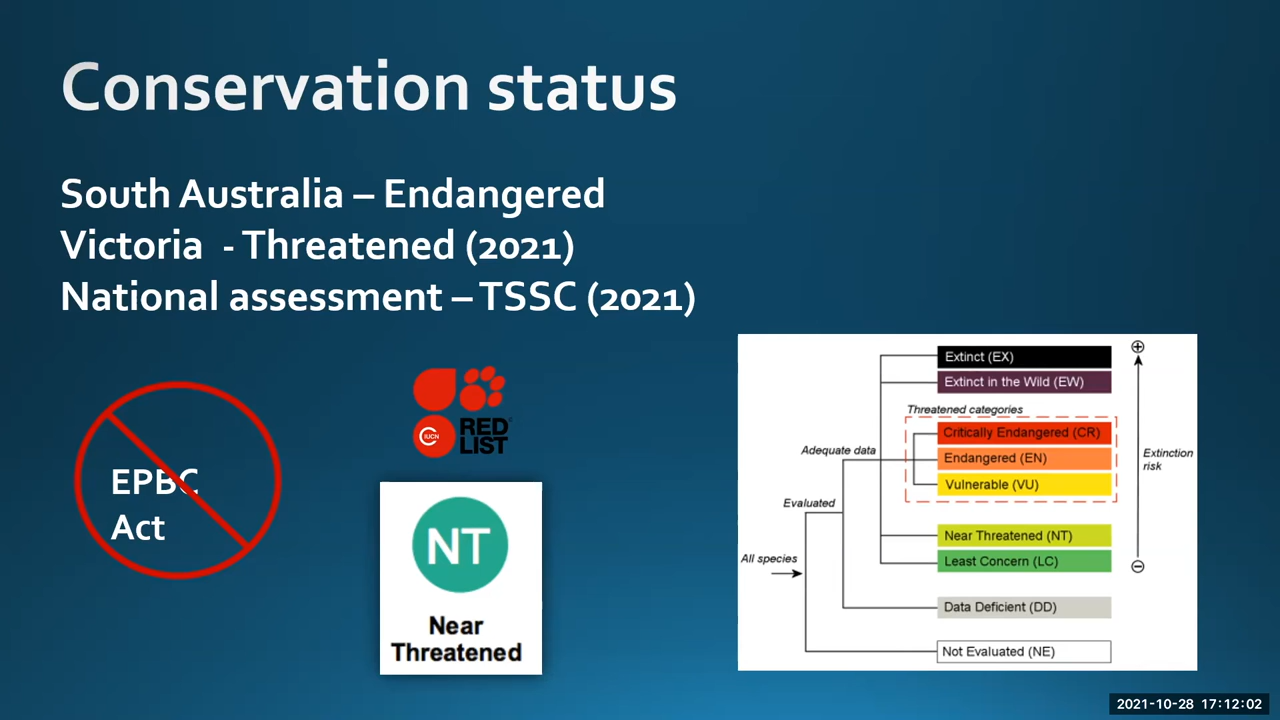 Conservation status
South Australia – Endangered
Victoria  - Threatened (2021)
National assessment – TSSC (2021)
EPBC
Act
IUCN
RED
LIST
NT
Near
Threatened
Extinct (EX)
Extinct in the Wild (EW)
Threatened categories
Critically Endangered (CR)
Adequate data
Endangered (EN)
Extinction
risk
Vulnerable (VU)
Evaluated
Near Threatened (NT)
All species
Least Concern (LC)
Data Deficient (DD)
Not Evaluated (NE)
2021-10-28 17:12:02